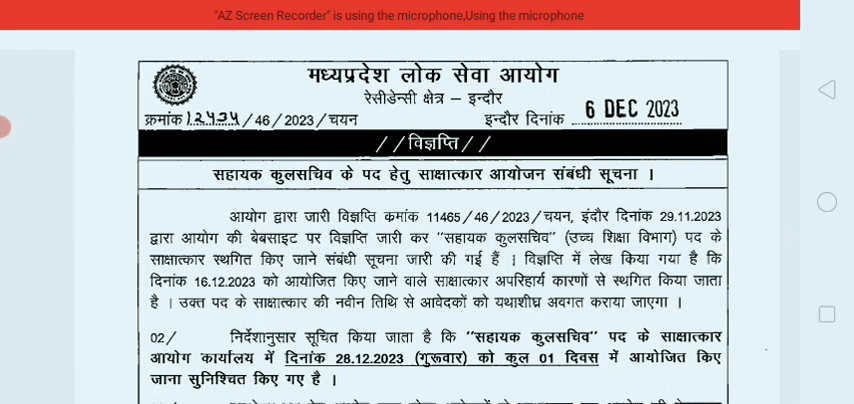 "AZ Screen Recorder" is using the microphone,Using the microphone
मध्यप्रदेश लोक सेवा आयोग
रेसीडेन्सी क्षेत्र – इन्दौर
क्रमांक 12434/46/2023/चयन इन्दौर दिनांक 6 DEC 2023
//विज्ञप्ति//
सहायक कुलसचिव के पद हेतु साक्षात्कार आयोजन संबंधी सूचना ।
आयोग द्वारा जारी विज्ञप्ति कमांक 11465/46/2023/चयन, इंदौर दिनांक 29.11.2023
द्वारा आयोग की बेबसाइट पर विज्ञप्ति जारी कर "सहायक कुलसचिव" (उच्च शिक्षा विभाग) पद के
साक्षात्कार स्थगित किए जाने संबंधी सूचना जारी की गई हैं । विज्ञप्ति में लेख किया गया है कि
दिनांक 16.12.2023 को आयोजित किए जाने वाले साक्षात्कार अपरिहार्य कारणों से स्थगित किया जाता
है । उक्त पद के साक्षात्कार की नवीन तिथि से आवेदकों को यथाशीघ्र अवगत कराया जाएगा ।
02/ निर्देशानुसार सूचित किया जाता है कि "सहायक कुलसचिव" पद के साक्षात्कार
आयोग कार्यालय में दिनांक 28.12.2023 (गुरूवार) को कुल 01 दिवस में आयोजित किए
जाना सुनिश्चित किए गए है ।